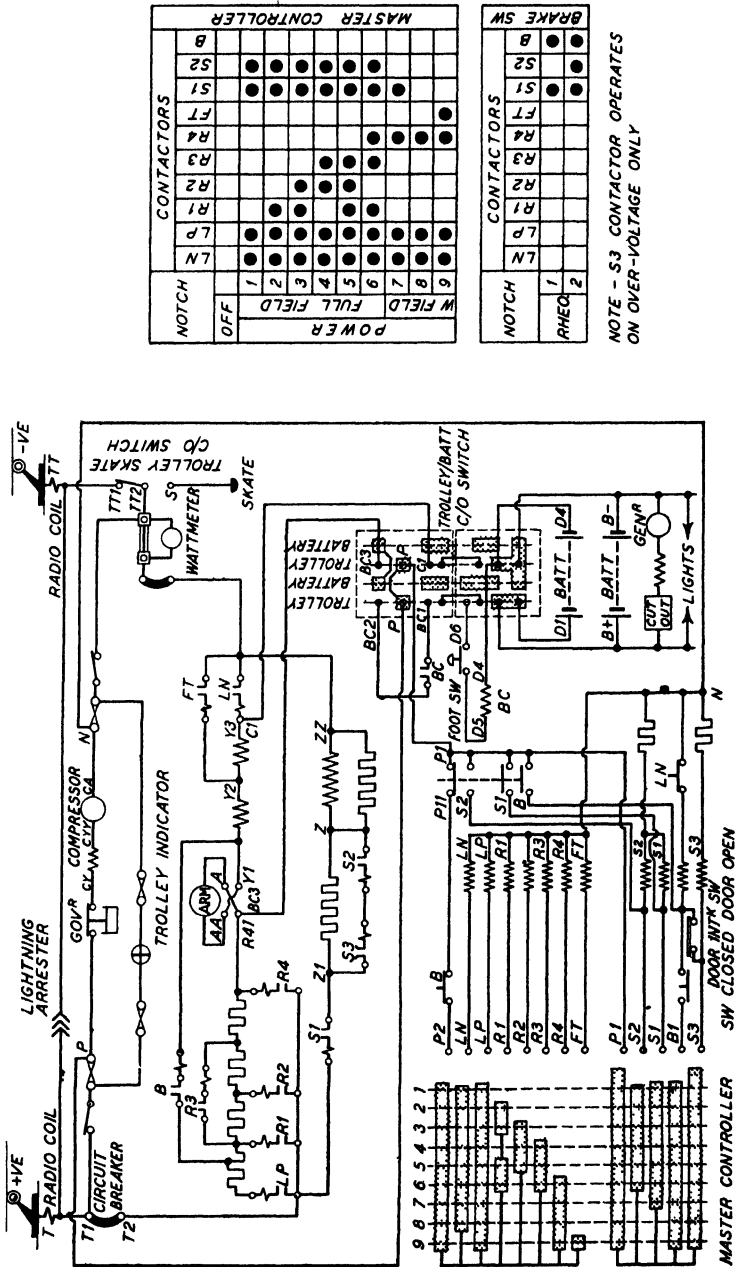 MASTER CONTROLLER
CONTACTORS
NOTCH
LN LP R1 R2 R3 R4 FT S1 S2 B
OFF
POWER
FULL FIELD
W FIELD
1
2
3
4
5
6
7
8
9
BRAKE SW
CONTACTORS
NOTCH
LN LP R1 R2 R3 R4 FT S1 S2 B
RHEO
1
2
NOTE - S3 CONTACTOR OPERATES
ON OVER-VOLTAGE ONLY
+VE
T
RADIO COIL
T1
CIRCUIT
BREAKER
T2
LIGHTNING
ARRESTER
P
GOVR
CY
COMPRESSOR
CYY
CA
N
TROLLEY INDICATOR
-VE
RADIO COIL
TT
TT1
TT2
S
TROLLEY SKATE
C/O SWITCH
SKATE
WATTMETER
B
R3
LP
R1
R2
R4
AA
ARM
A
R41
Y1
BC3
Y2
Y3
C1
FT
LN
S1
Z1
S3
S2
Z
ZZ
TROLLEY
BATTERY
TROLLEY
BATTERY
BC2
BC3
P
P
BC1
C1
TROLLEY/BATT
C/O SWITCH
BC
FOOT SW
D6
D5
D4
BC
D1
BATT
D4
B+
BATT
B-
CUT
OUT
GENR
LIGHTS
P2
B
P11
P1
LN
LN
S2
LP
LP
R1
R1
S1
R2
R3
R3
B
R4
R4
FT
FT
P1
S2
S2
S1
S1
B1
LN
S3
S3
N
DOOR INTK SW
SW CLOSED DOOR OPEN
9 8 7 6 5 4 3 2 1
MASTER CONTROLLER